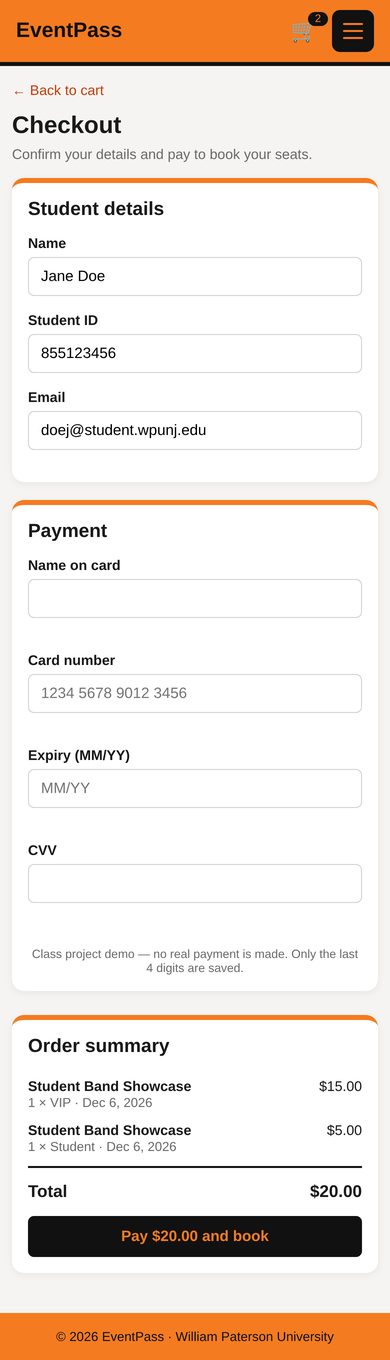 EventPass
2
← Back to cart
Checkout
Confirm your details and pay to book your seats.
Student details
Name
Jane Doe
Student ID
855123456
Email
doej@student.wpunj.edu
Payment
Name on card
Card number
1234 5678 9012 3456
Expiry (MM/YY)
MM/YY
CVV
Class project demo — no real payment is made. Only the last
4 digits are saved.
Order summary
Student Band Showcase $15.00
1 × VIP · Dec 6, 2026
Student Band Showcase $5.00
1 × Student · Dec 6, 2026
Total $20.00
Pay $20.00 and book
© 2026 EventPass · William Paterson University